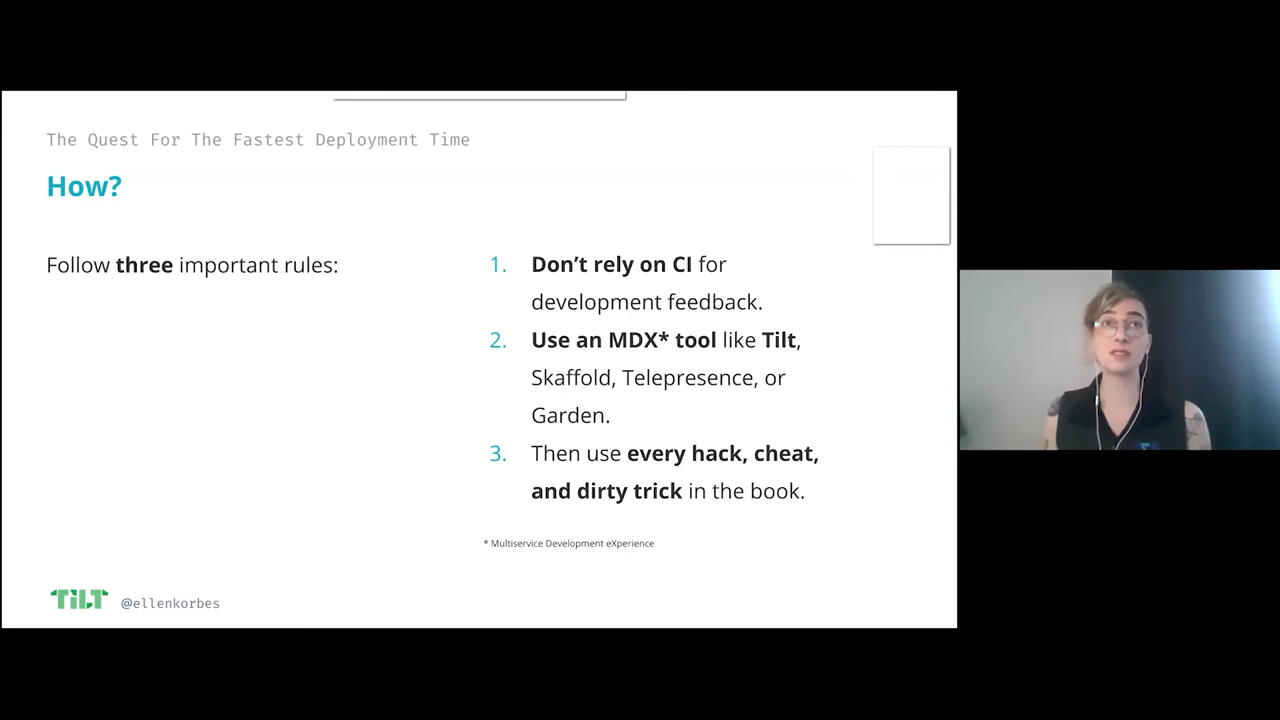 The Quest For The Fastest Deployment Time
How?
Follow three important rules:
1. Don't rely on CI for
development feedback.
2. Use an MDX* tool like Tilt,
Skaffold, Telepresence, or
Garden.
3. Then use every hack, cheat,
and dirty trick in the book.
* Multiservice Development eXperience
TiLT @ellenkorbes